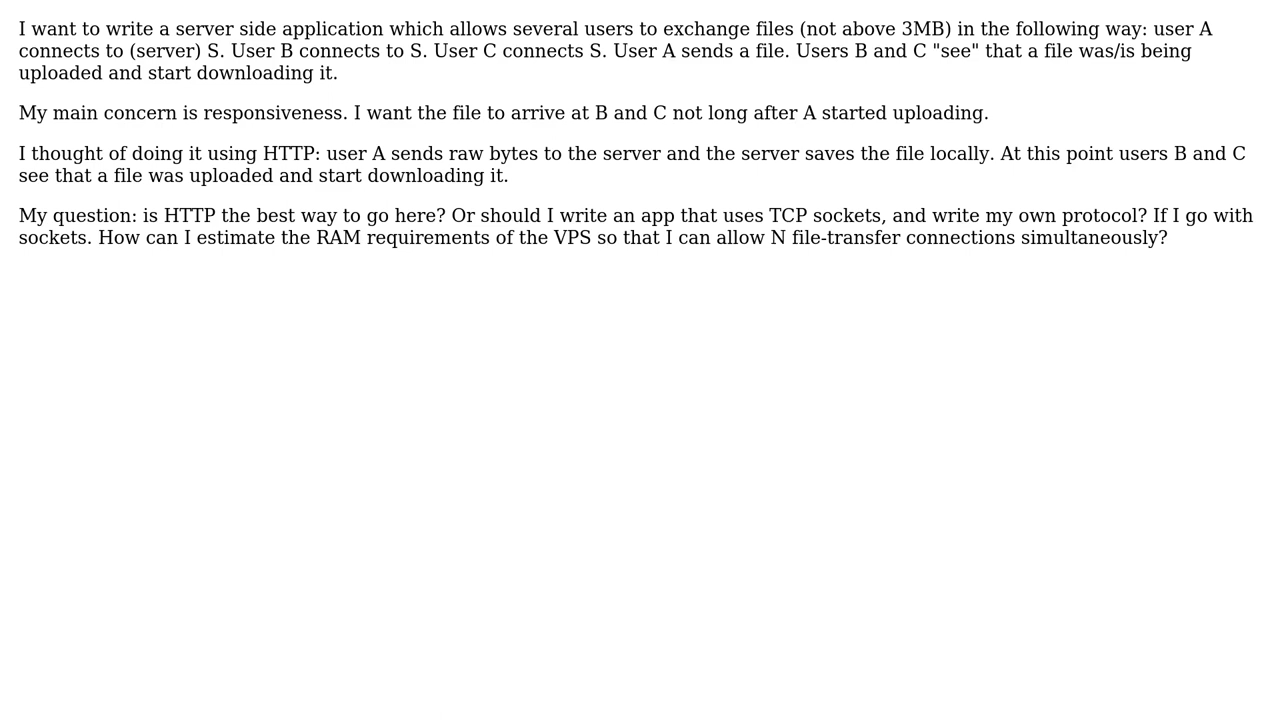 I want to write a server side application which allows several users to exchange files (not above 3MB) in the following way: user A
connects to (server) S. User B connects to S. User C connects S. User A sends a file. Users B and C "see" that a file was/is being
uploaded and start downloading it.
My main concern is responsiveness. I want the file to arrive at B and C not long after A started uploading.
I thought of doing it using HTTP: user A sends raw bytes to the server and the server saves the file locally. At this point users B and C
see that a file was uploaded and start downloading it.
My question: is HTTP the best way to go here? Or should I write an app that uses TCP sockets, and write my own protocol? If I go with
sockets. How can I estimate the RAM requirements of the VPS so that I can allow N file-transfer connections simultaneously?